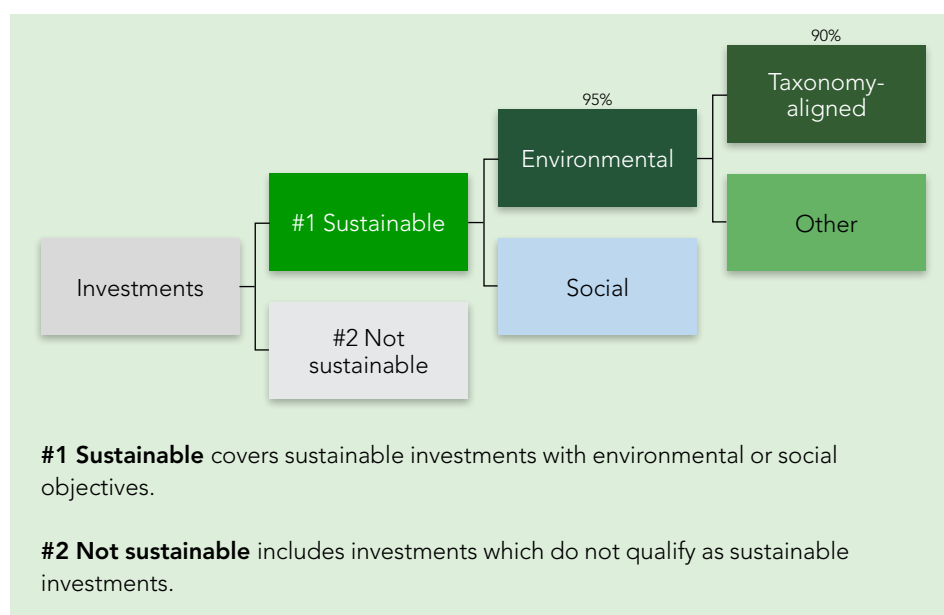 90%
Taxonomy-
aligned
95%
Environmental
#1 Sustainable
Other
Investments
Social
#2 Not
sustainable
#1 Sustainable covers sustainable investments with environmental or social
objectives.
#2 Not sustainable includes investments which do not qualify as sustainable
investments.